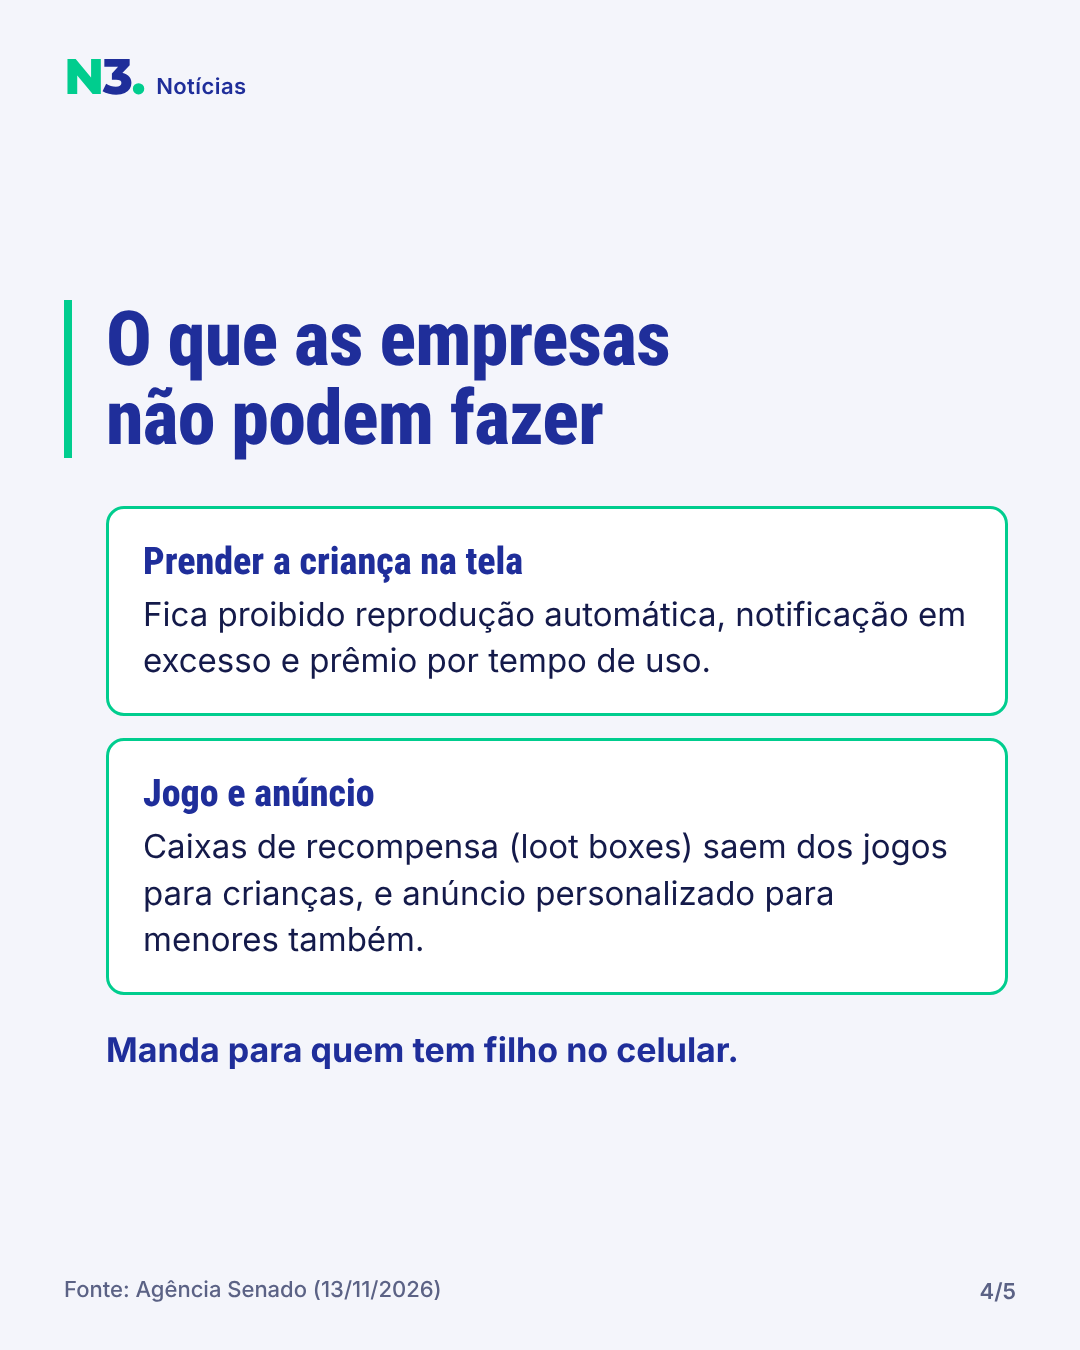 N3. Notícias
O que as empresas
não podem fazer
Prender a criança na tela
Fica proibido reprodução automática, notificação em
excesso e prêmio por tempo de uso.
Jogo e anúncio
Caixas de recompensa (loot boxes) saem dos jogos
para crianças, e anúncio personalizado para
menores também.
Manda para quem tem filho no celular.
Fonte: Agência Senado (13/11/2026)
4/5